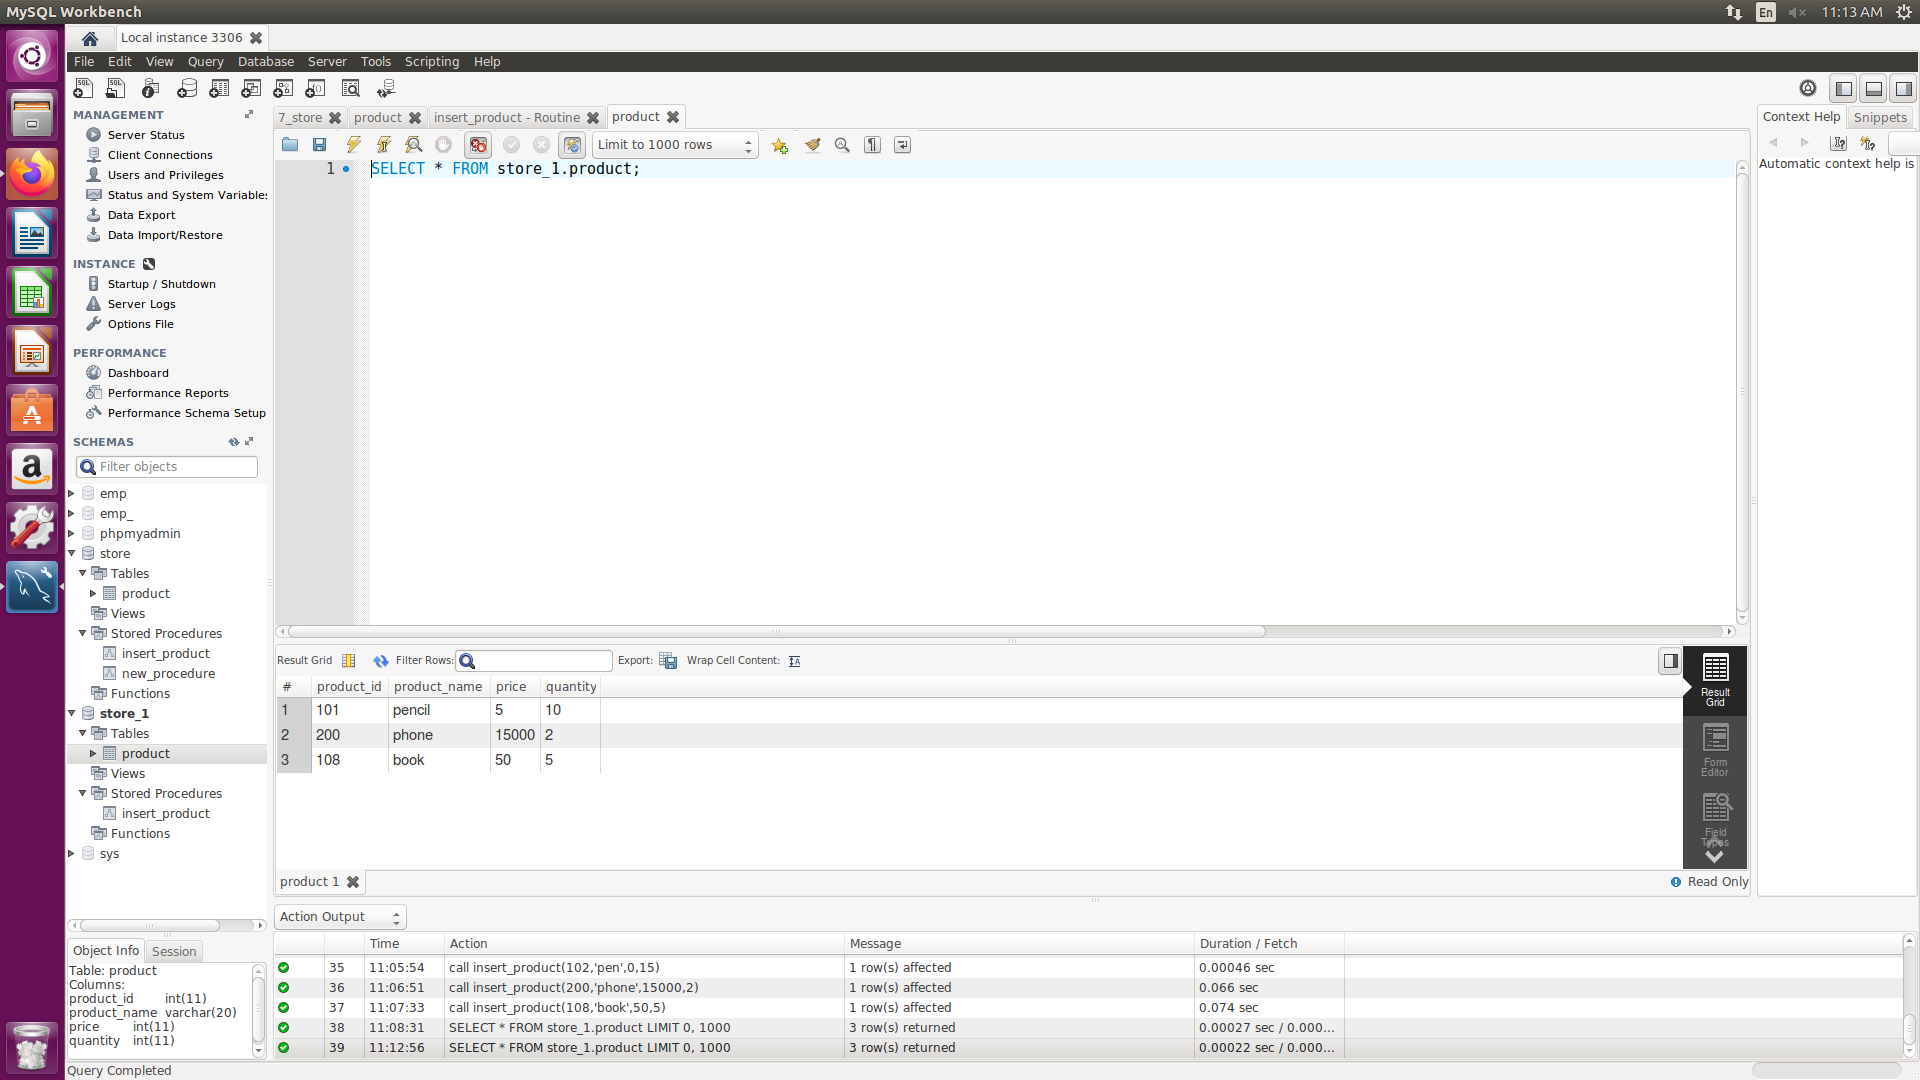 MySQL Workbench
En
11:13 AM
Local instance 3306
File Edit View Query Database Server Tools Scripting Help
MANAGEMENT
Server Status
Client Connections
Users and Privileges
Status and System Variable
Data Export
Data Import/Restore
INSTANCE
Startup / Shutdown
Server Logs
Options File
PERFORMANCE
Dashboard
Performance Reports
Performance Schema Setup
SCHEMAS
Filter objects
emp
emp_
phpmyadmin
store
Tables
product
Views
Stored Procedures
insert_product
new_procedure
Functions
store_1
Tables
product
Views
Stored Procedures
insert_product
Functions
sys
Object Info Session
Table: product
Columns:
product_id int(11)
product_name varchar(20)
price int(11)
quantity int(11)
7_store product insert_product - Routine product
Limit to 1000 rows
1 SELECT * FROM store_1.product;
Context Help Snippets
Automatic context help is
Result Grid Filter Rows: Export: Wrap Cell Content:
# product_id product_name price quantity
1 101 pencil 5 10
2 200 phone 15000 2
3 108 book 50 5
Result
Grid
Form
Editor
Field
Types
product 1
Read Only
Action Output
Time Action Message Duration / Fetch
35 11:05:54 call insert_product(102,'pen',0,15) 1 row(s) affected 0.00046 sec
36 11:06:51 call insert_product(200,'phone',15000,2) 1 row(s) affected 0.066 sec
37 11:07:33 call insert_product(108,'book',50,5) 1 row(s) affected 0.074 sec
38 11:08:31 SELECT * FROM store_1.product LIMIT 0, 1000 3 row(s) returned 0.00027 sec / 0.000...
39 11:12:56 SELECT * FROM store_1.product LIMIT 0, 1000 3 row(s) returned 0.00022 sec / 0.000...
Query Completed